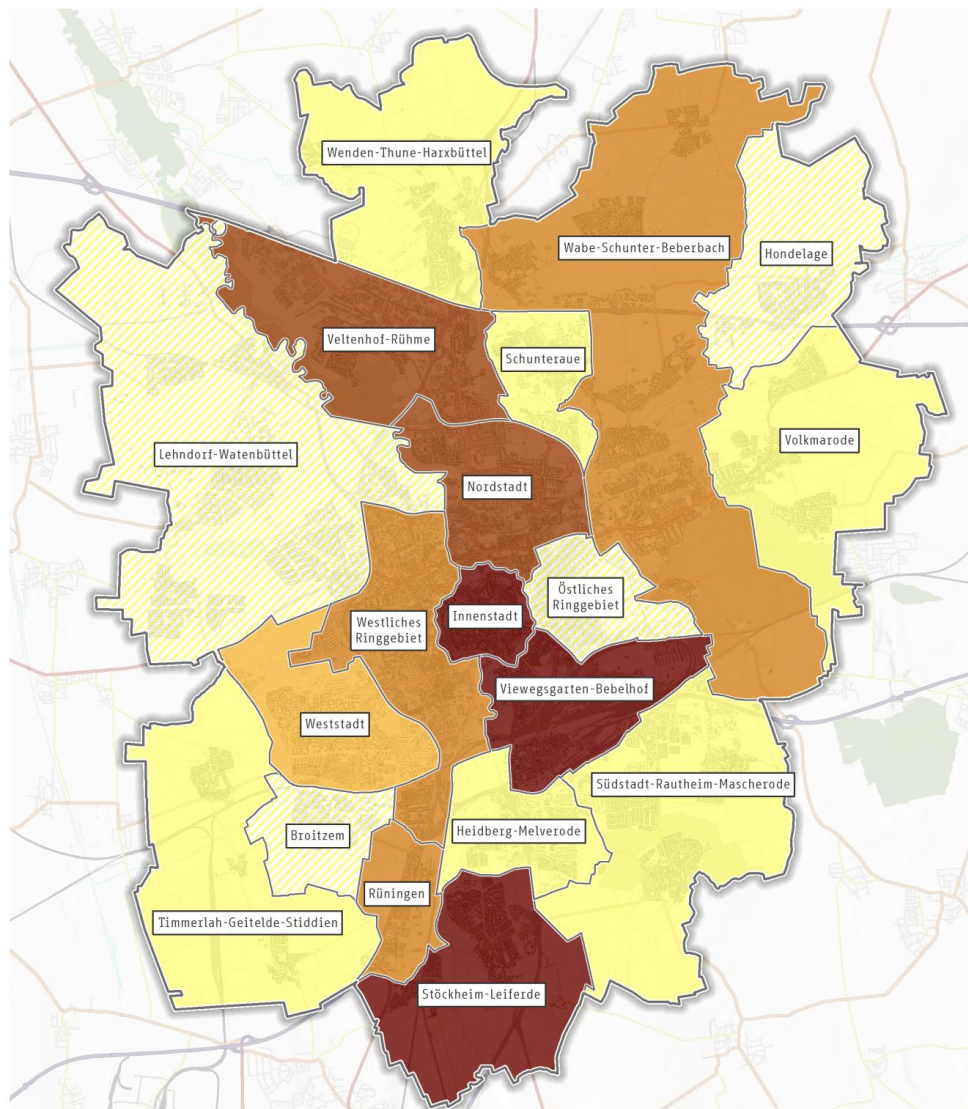 Wenden-Thune-Harxbüttel
Wabe-Schunter-Beberbach
Hondelage
Veltenhof-Rühme
Schunteraue
Volkmarode
Lehndorf-Watenbüttel
Nordstadt
Östliches
Ringgebiet
Innenstadt
Westliches
Ringgebiet
Viewegsgarten-Bebelhof
Weststadt
Südstadt-Rautheim-Mascherode
Heidberg-Melverode
Broitzem
Rüningen
Timmerlah-Geitelde-Stiddien
Stöckheim-Leiferde